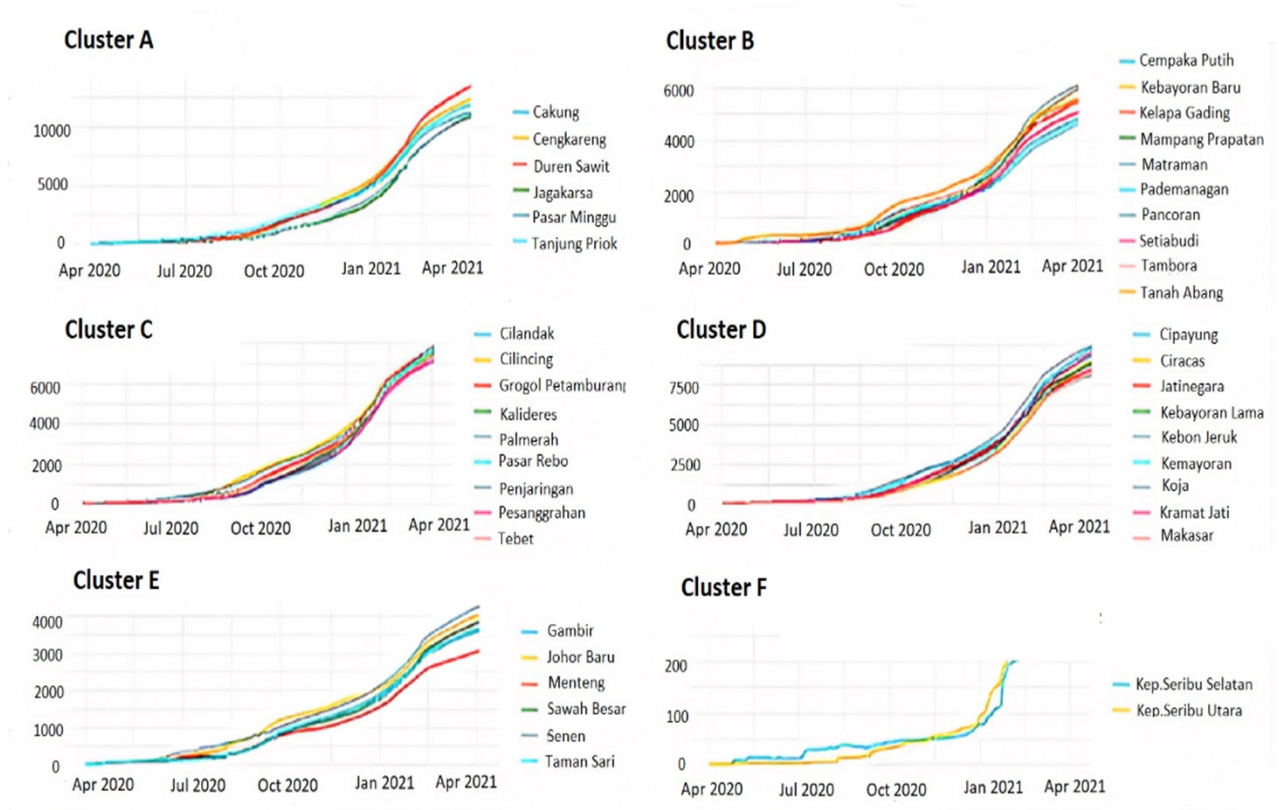 Cluster A
10000
5000
0
Apr 2020 Jul 2020 Oct 2020 Jan 2021 Apr 2021
Cakung
Cengkareng
Duren Sawit
Jagakarsa
Pasar Minggu
Tanjung Priok
Cluster B
6000
4000
2000
0
Apr 2020 Jul 2020 Oct 2020 Jan 2021 Apr 2021
Cempaka Putih
Kebayoran Baru
Kelapa Gading
Mampang Prapatan
Matraman
Pademanagan
Pancoran
Setiabudi
Tambora
Tanah Abang
Cluster C
6000
4000
2000
0
Apr 2020 Jul 2020 Oct 2020 Jan 2021 Apr 2021
Cilandak
Cilincing
Grogol Petamburan
Kalideres
Palmerah
Pasar Rebo
Penjaringan
Pesanggrahan
Tebet
Cluster D
7500
5000
2500
0
Apr 2020 Jul 2020 Oct 2020 Jan 2021 Apr 2021
Cipayung
Ciracas
Jatinegara
Kebayoran Lama
Kebon Jeruk
Kemayoran
Koja
Kramat Jati
Makasar
Cluster E
4000
3000
2000
1000
0
Apr 2020 Jul 2020 Oct 2020 Jan 2021 Apr 2021
Gambir
Johor Baru
Menteng
Sawah Besar
Senen
Taman Sari
Cluster F
200
100
0
Apr 2020 Jul 2020 Oct 2020 Jan 2021 Apr 2021
Kep.Seribu Selatan
Kep.Seribu Utara